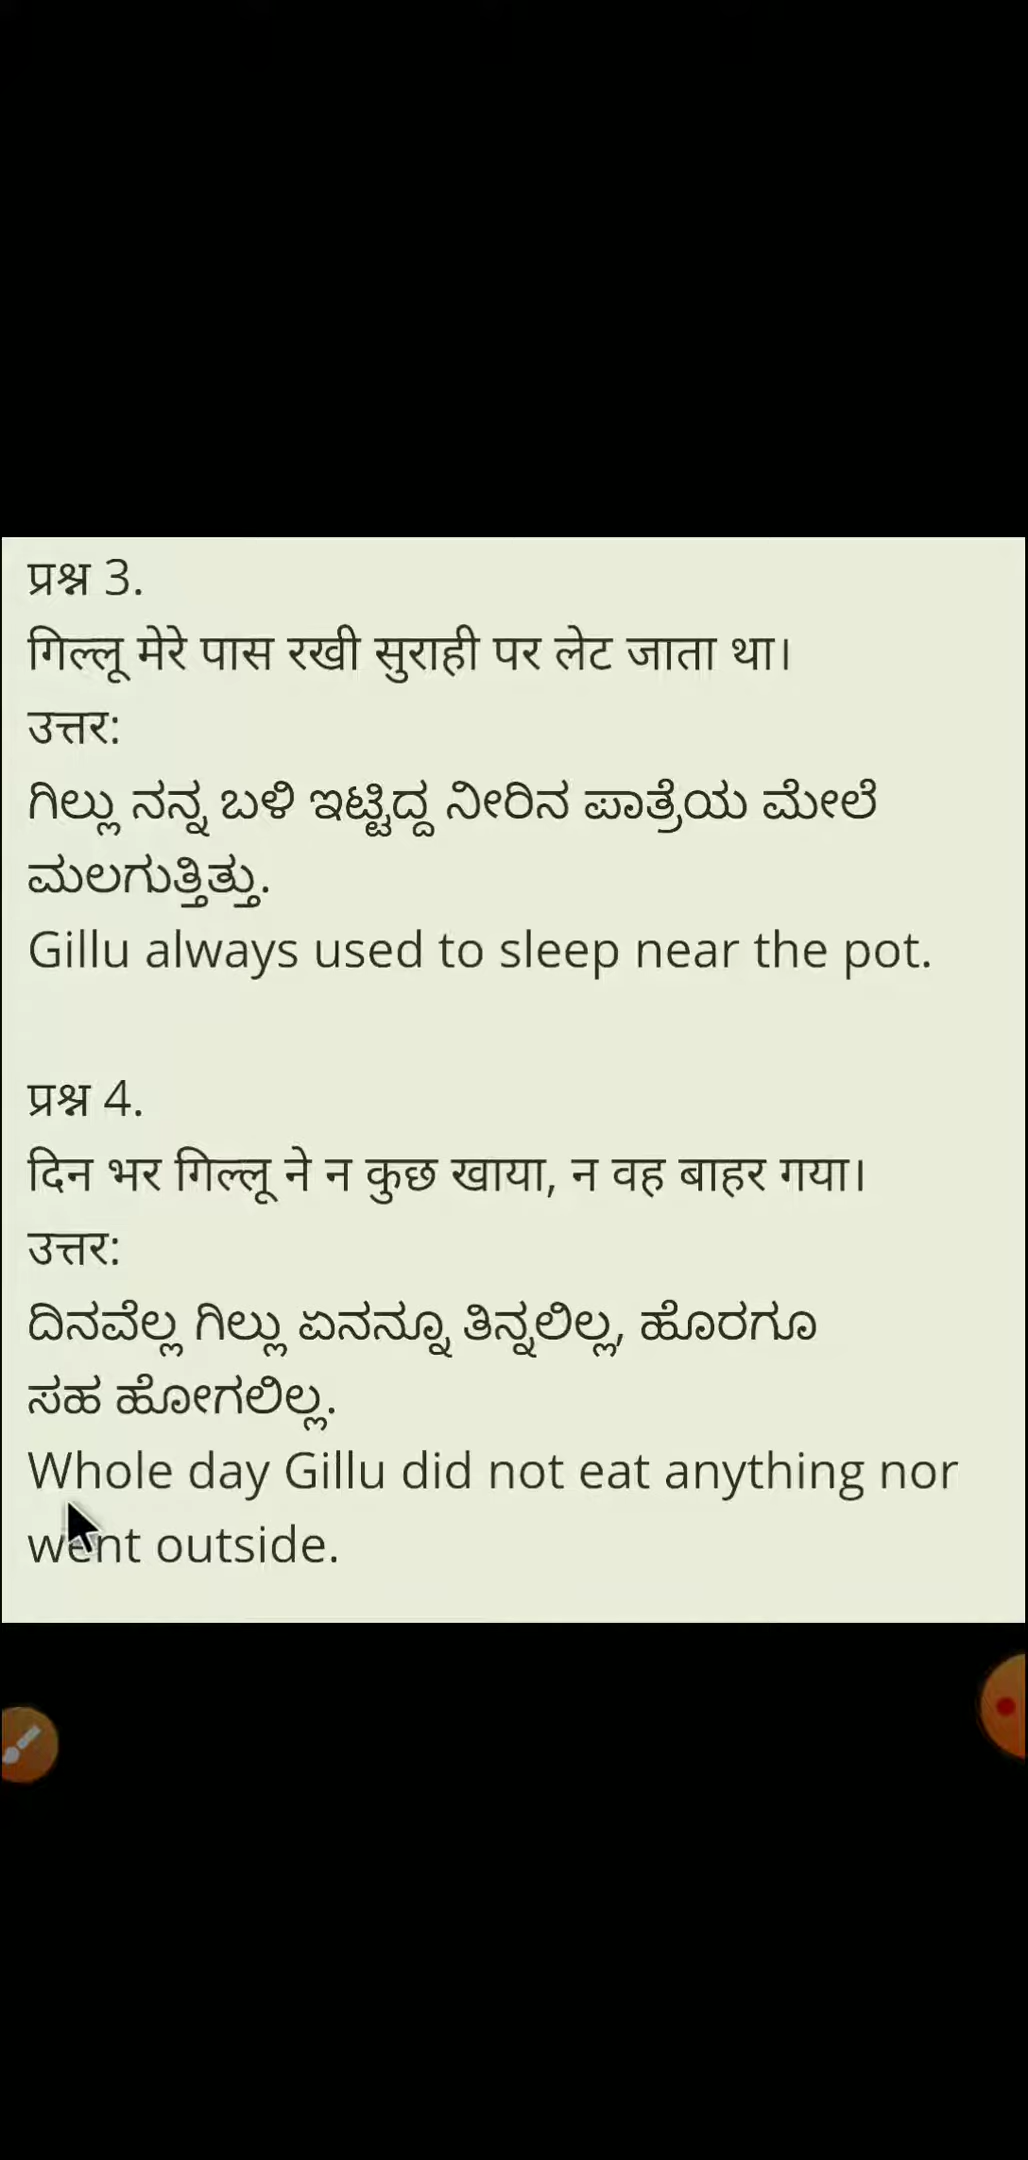 प्रश्न 3.
गिल्लू मेरे पास रखी सुराही पर लेट जाता था।
उत्तर:
ಗಿಲ್ಲು ನನ್ನ ಬಳಿ ಇಟ್ಟಿದ್ದ ನೀರಿನ ಪಾತ್ರೆಯ ಮೇಲೆ
ಮಲಗುತ್ತಿತ್ತು.
Gillu always used to sleep near the pot.
प्रश्न 4.
दिन भर गिल्लू ने न कुछ खाया, न वह बाहर गया।
उत्तर:
ದಿನವೆಲ್ಲ ಗಿಲ್ಲು ಏನನ್ನೂ ತಿನ್ನಲಿಲ್ಲ, ಹೊರಗೂ
ಸಹ ಹೋಗಲಿಲ್ಲ.
Whole day Gillu did not eat anything nor
went outside.